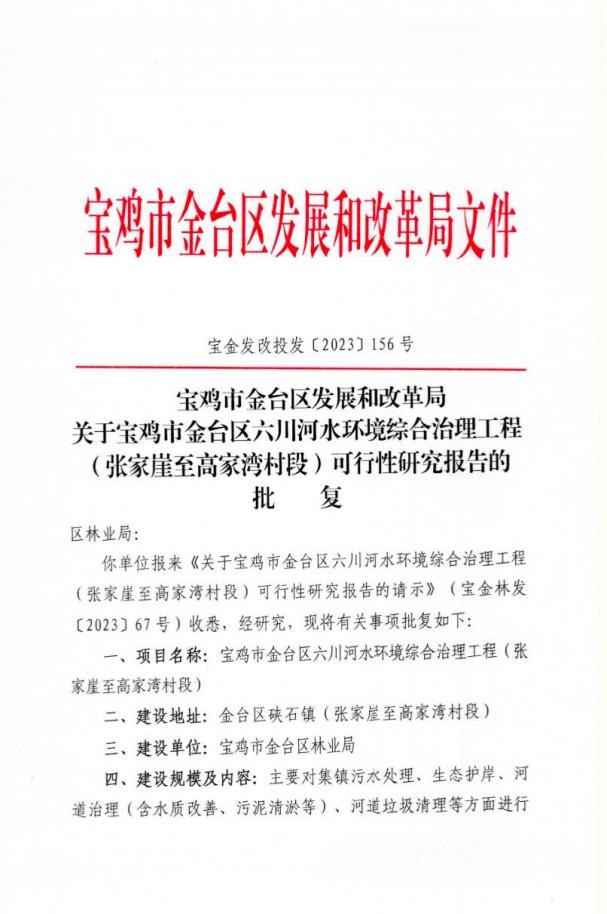 宝鸡市金台区发展和改革局文件
宝金发改投发〔2023〕156号
宝鸡市金台区发展和改革局
关于宝鸡市金台区六川河水环境综合治理工程
（张家崖至高家湾村段）可行性研究报告的
批 复
区林业局：
你单位报来《关于宝鸡市金台区六川河水环境综合治理工程
（张家崖至高家湾村段）可行性研究报告的请示》（宝金林发
〔2023〕67号）收悉，经研究，现将有关事项批复如下：
一、项目名称：宝鸡市金台区六川河水环境综合治理工程（张
家崖至高家湾村段）
二、建设地址：金台区硖石镇（张家崖至高家湾村段）
三、建设单位：宝鸡市金台区林业局
四、建设规模及内容：主要对集镇污水处理、生态护岸、河
道治理（含水质改善、污泥清淤等）、河道垃圾清理等方面进行